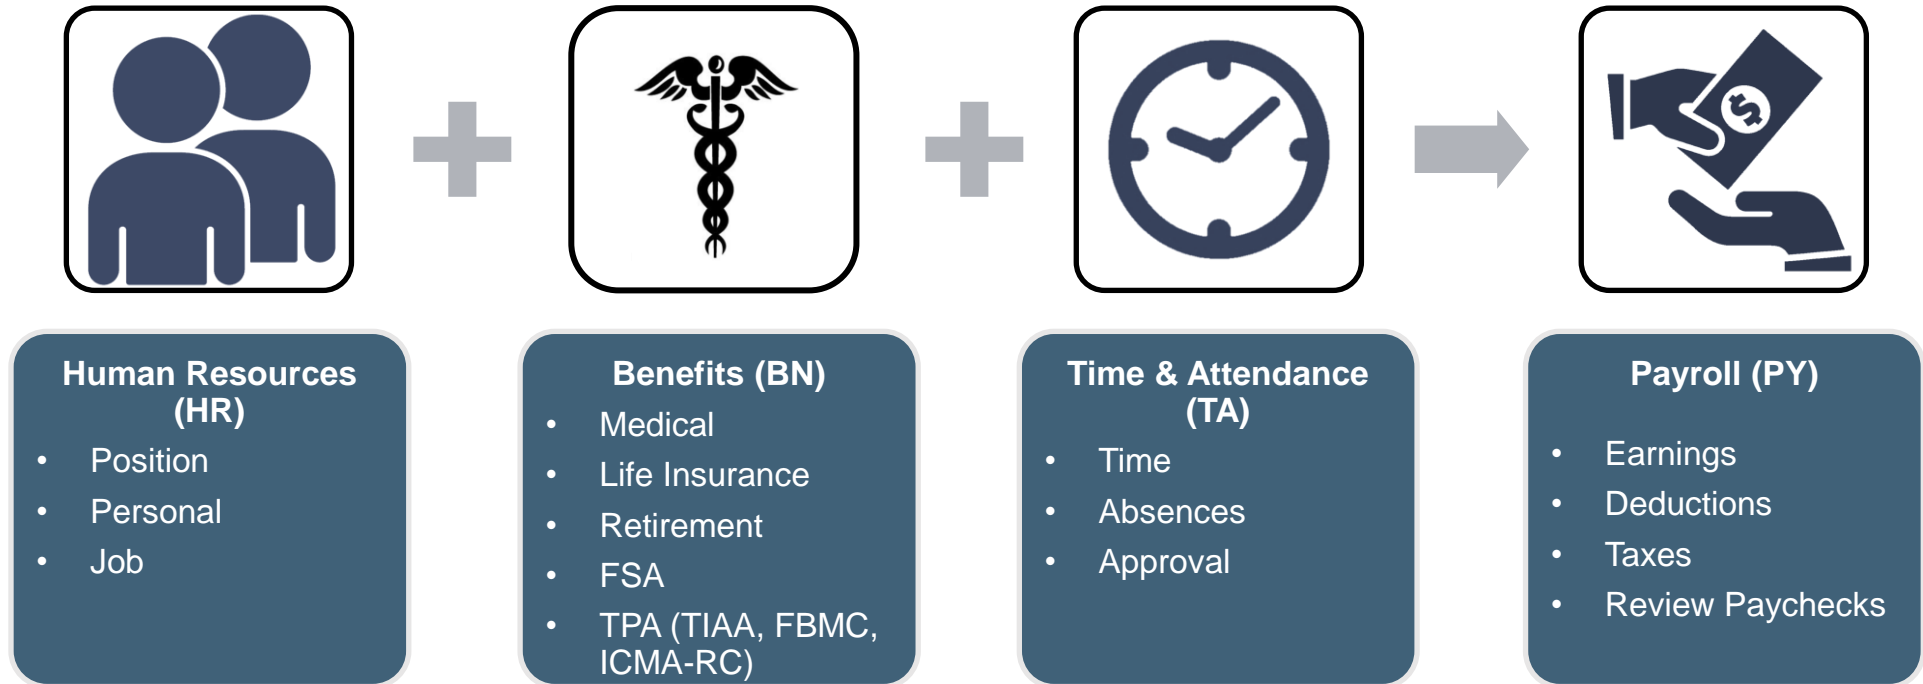 $
Human Resources
(HR)
• Position
• Personal
• Job
Benefits (BN)
• Medical
• Life Insurance
• Retirement
• FSA
• TPA (TIAA, FBMC,
ICMA-RC)
Time & Attendance
(TA)
• Time
• Absences
• Approval
Payroll (PY)
• Earnings
• Deductions
• Taxes
• Review Paychecks